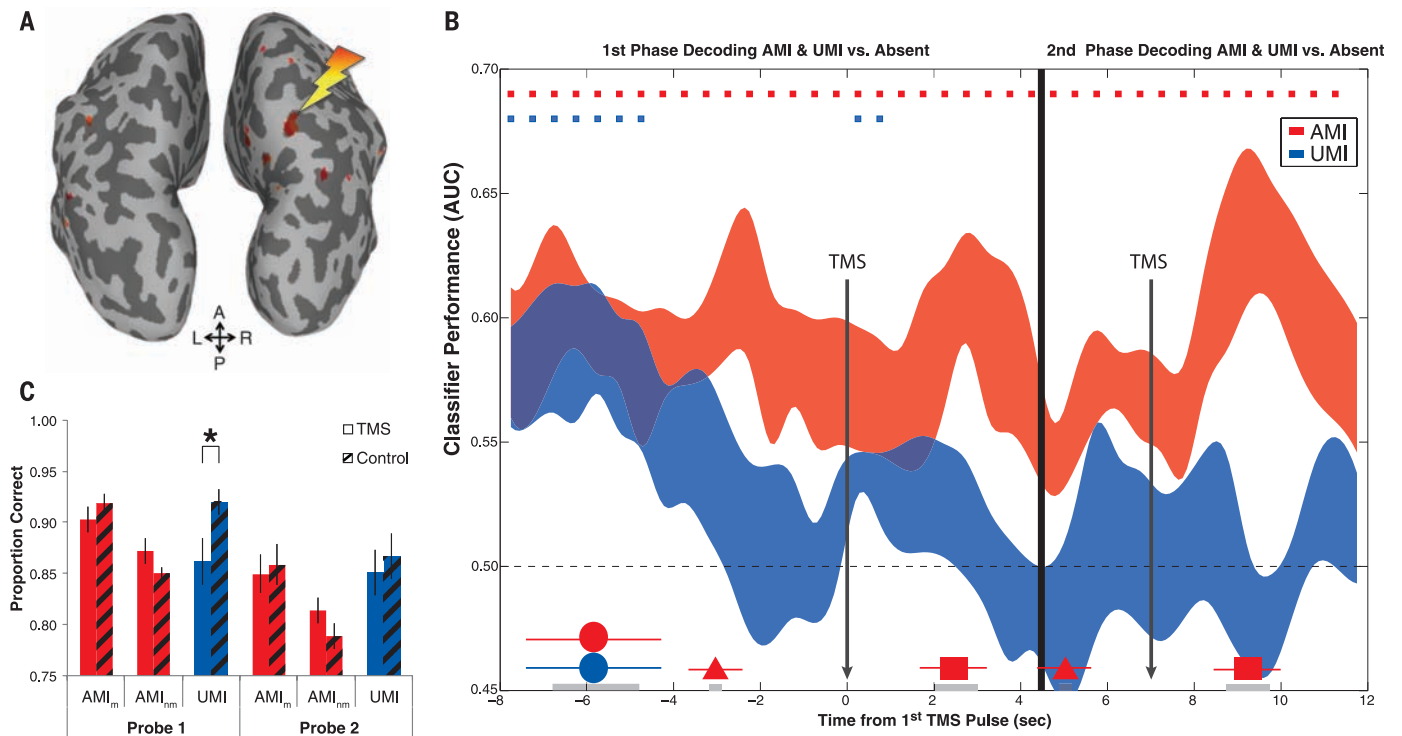 A
A
L R
P
B
1st Phase Decoding AMI & UMI vs. Absent
2nd Phase Decoding AMI & UMI vs. Absent
0.70
0.65
0.60
0.55
0.50
0.45
Classifier Performance (AUC)
AMI
UMI
TMS
TMS
−8 −6 −4 −2 0 2 4 6 8 10 12
Time from 1st TMS Pulse (sec)
C
1.00
0.95
0.90
0.85
0.80
0.75
Proportion Correct
*
TMS
Control
AMIm AMInm UMI AMIm AMInm UMI
Probe 1 Probe 2